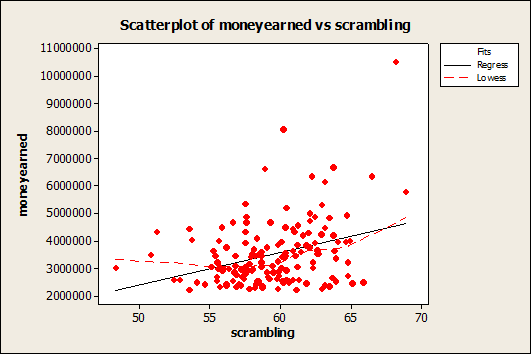 Scatterplot of moneyearned vs scrambling
moneyearned
11000000
10000000
9000000
8000000
7000000
6000000
5000000
4000000
3000000
2000000
50 55 60 65 70
scrambling
Fits
Regress
Lowess